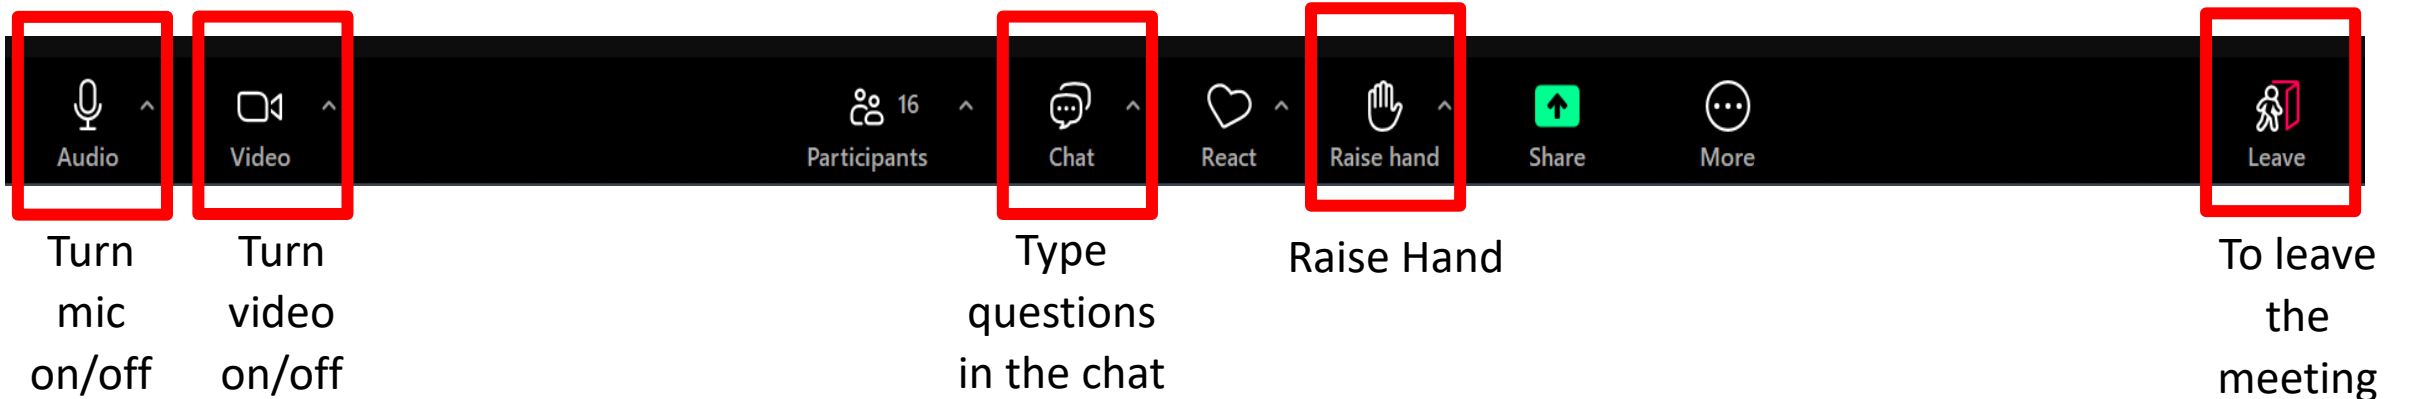 Audio
Video
Participants
16
Chat
React
Raise hand
Share
More
Leave
Turn
mic
on/off
Turn
video
on/off
Type
questions
in the chat
Raise Hand
To leave
the
meeting